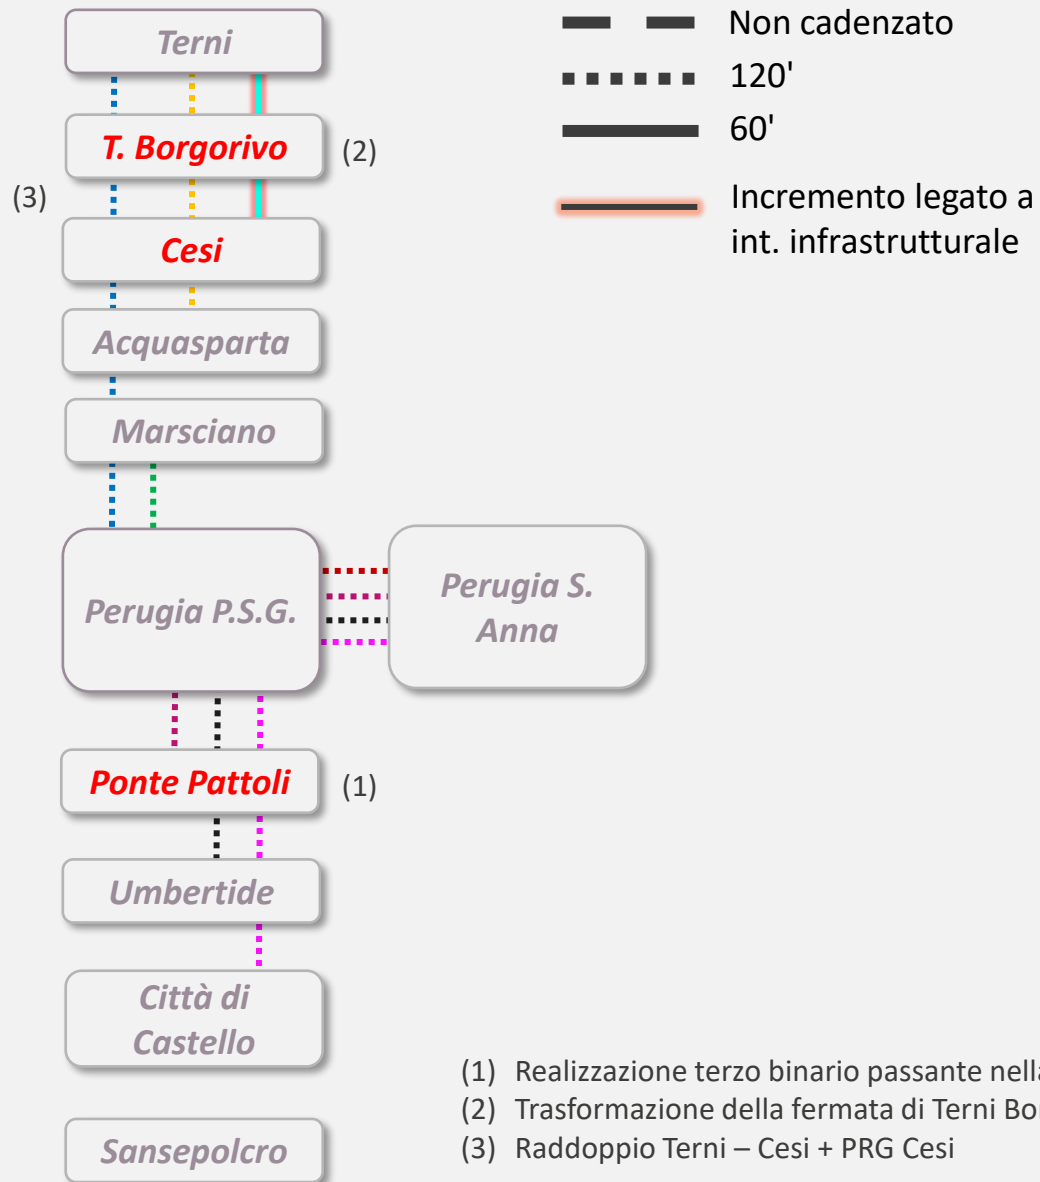 Terni
T. Borgorivo
(2)
(3)
Cesi
Acquasparta
Marsciano
Perugia P.S.G.
Perugia S.
Anna
Ponte Pattoli
(1)
Umbertide
Città di
Castello
Sansepolcro
Non cadenzato
120'
60'
Incremento legato a
int. infrastrutturale
(1) Realizzazione terzo binario passante nella
(2) Trasformazione della fermata di Terni Bo
(3) Raddoppio Terni – Cesi + PRG Cesi